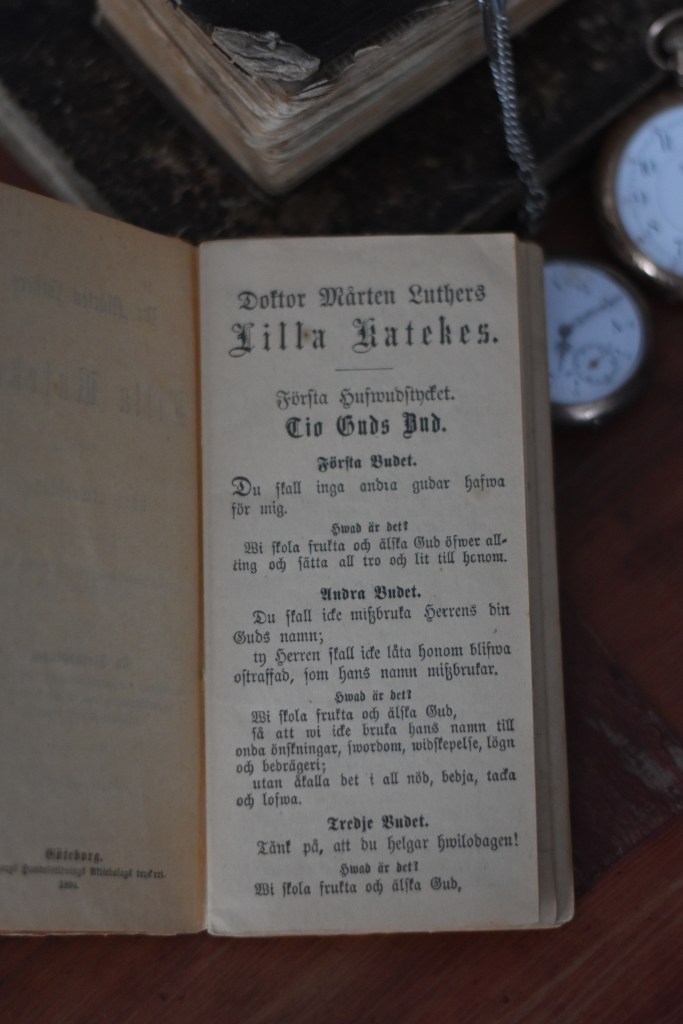 Doktor Mårten Luthers
Lilla Katekes.
Första Hufwudstycket.
Tio Guds Bud.
Första Budet.
Du skall inga andra gudar hafwa
för mig.
Hwad är det?
Wi skola frukta och älska Gud öfwer all-
ting och sätta all tro och lit till honom.
Andra Budet.
Du skall icke mißbruka Herrens din
Guds namn;
ty Herren skall icke låta honom blifwa
ostraffad, som hans namn mißbrukar.
Hwad är det?
Wi skola frukta och älska Gud,
så att wi icke bruka hans namn till
onda önskningar, swordom, widskepelse, lögn
och bedrägeri;
utan åkalla det i all nöd, bedja, tacka
och lofwa.
Tredje Budet.
Tänk på, att du helgar hwilodagen!
Hwad är det?
Wi skola frukta och älska Gud,
Göteborg.